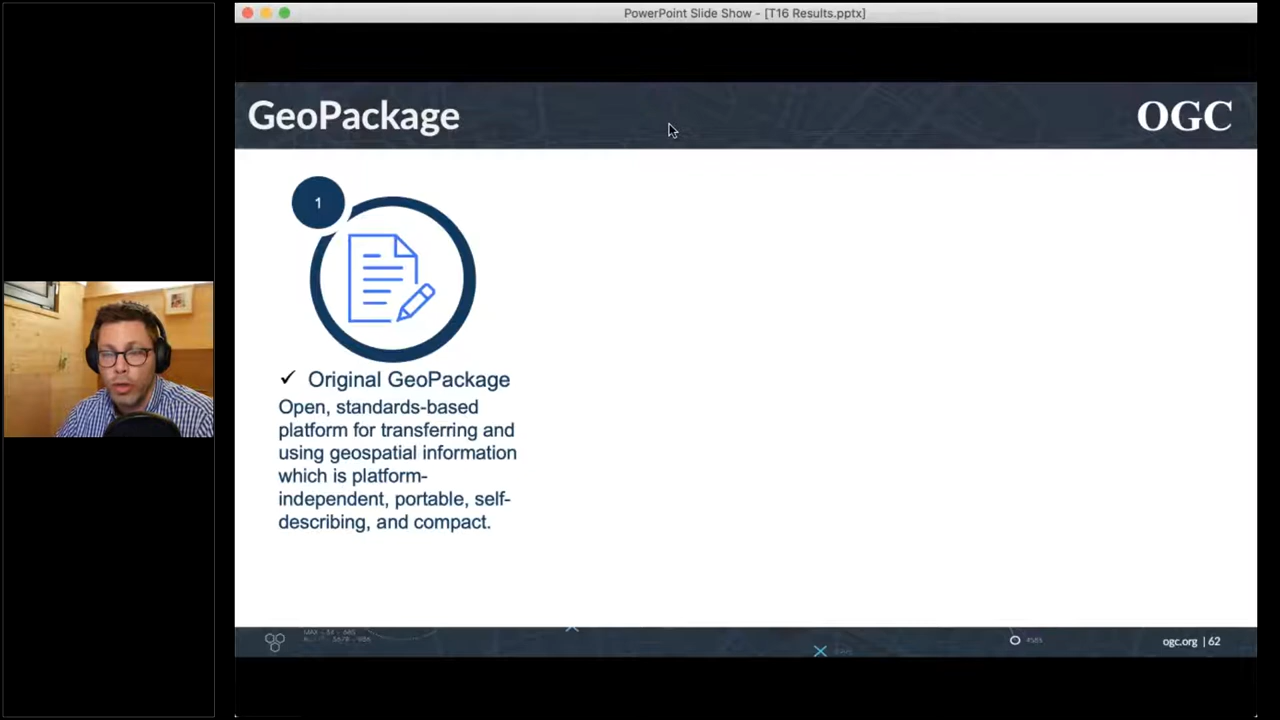 PowerPoint Slide Show - [T16 Results.pptx]
GeoPackage
OGC
1
✓ Original GeoPackage
Open, standards-based
platform for transferring and
using geospatial information
which is platform-
independent, portable, self-
describing, and compact.
ogc.org | 62